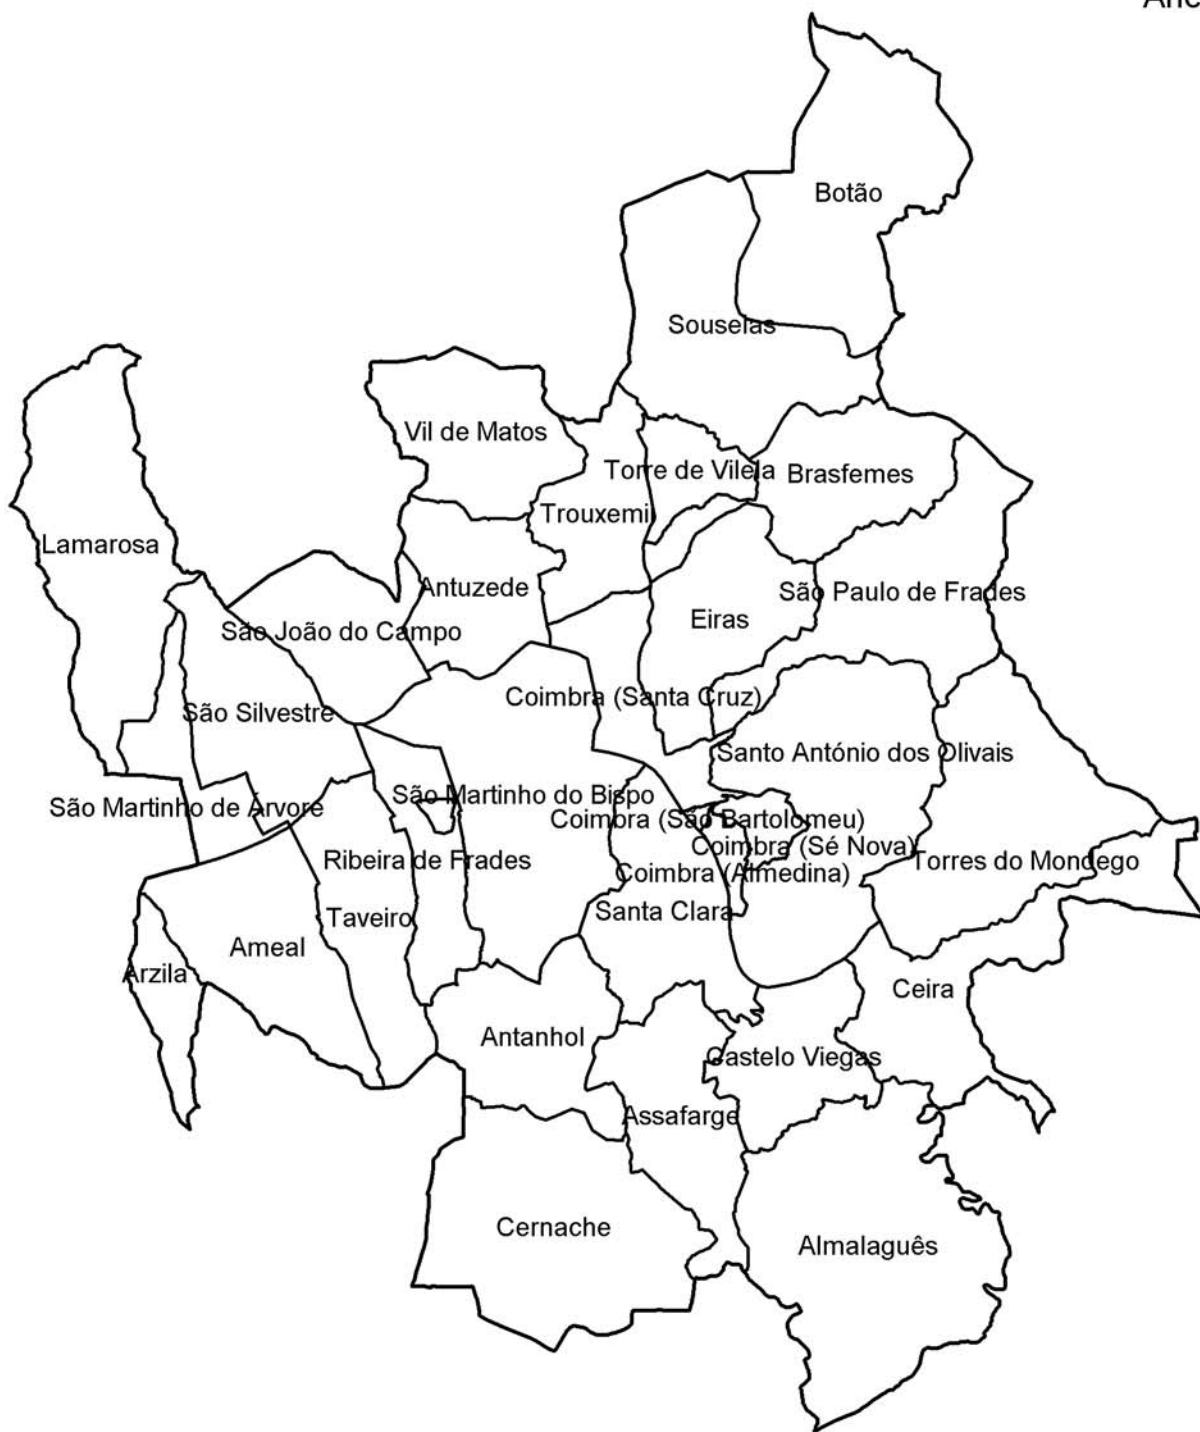 Botão
Souselas
Vil de Matos
Torre de Vilela
Brasfemes
Trouxemil
Lamarosa
Antuzede
São Paulo de Frades
Eiras
São João do Campo
Coimbra (Santa Cruz)
São Silvestre
Santo António dos Olivais
São Martinho do Bispo
São Martinho de Árvore
Coimbra (São Bartolomeu)
Coimbra (Sé Nova)
Ribeira de Frades
Torres do Mondego
Coimbra (Almedina)
Santa Clara
Taveiro
Ameal
Arzila
Ceira
Antanhol
Castelo Viegas
Assafarge
Cernache
Almalaguês